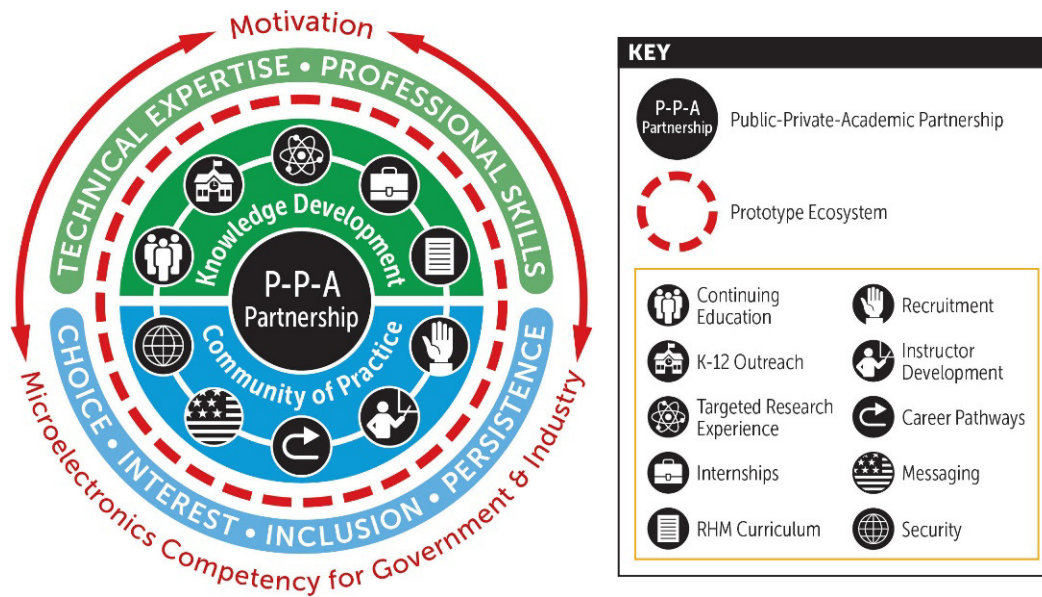 Motivation
TECHNICAL EXPERTISE • PROFESSIONAL SKILLS
Knowledge Development
P-P-A
Partnership
Community of Practice
CHOICE • INTEREST • INCLUSION • PERSISTENCE
Microelectronics Competency for Government & Industry
KEY
P-P-A
Partnership
Public-Private-Academic Partnership
Prototype Ecosystem
Continuing
Education
K-12 Outreach
Targeted Research
Experience
Internships
RHM Curriculum
Recruitment
Instructor
Development
Career Pathways
Messaging
Security